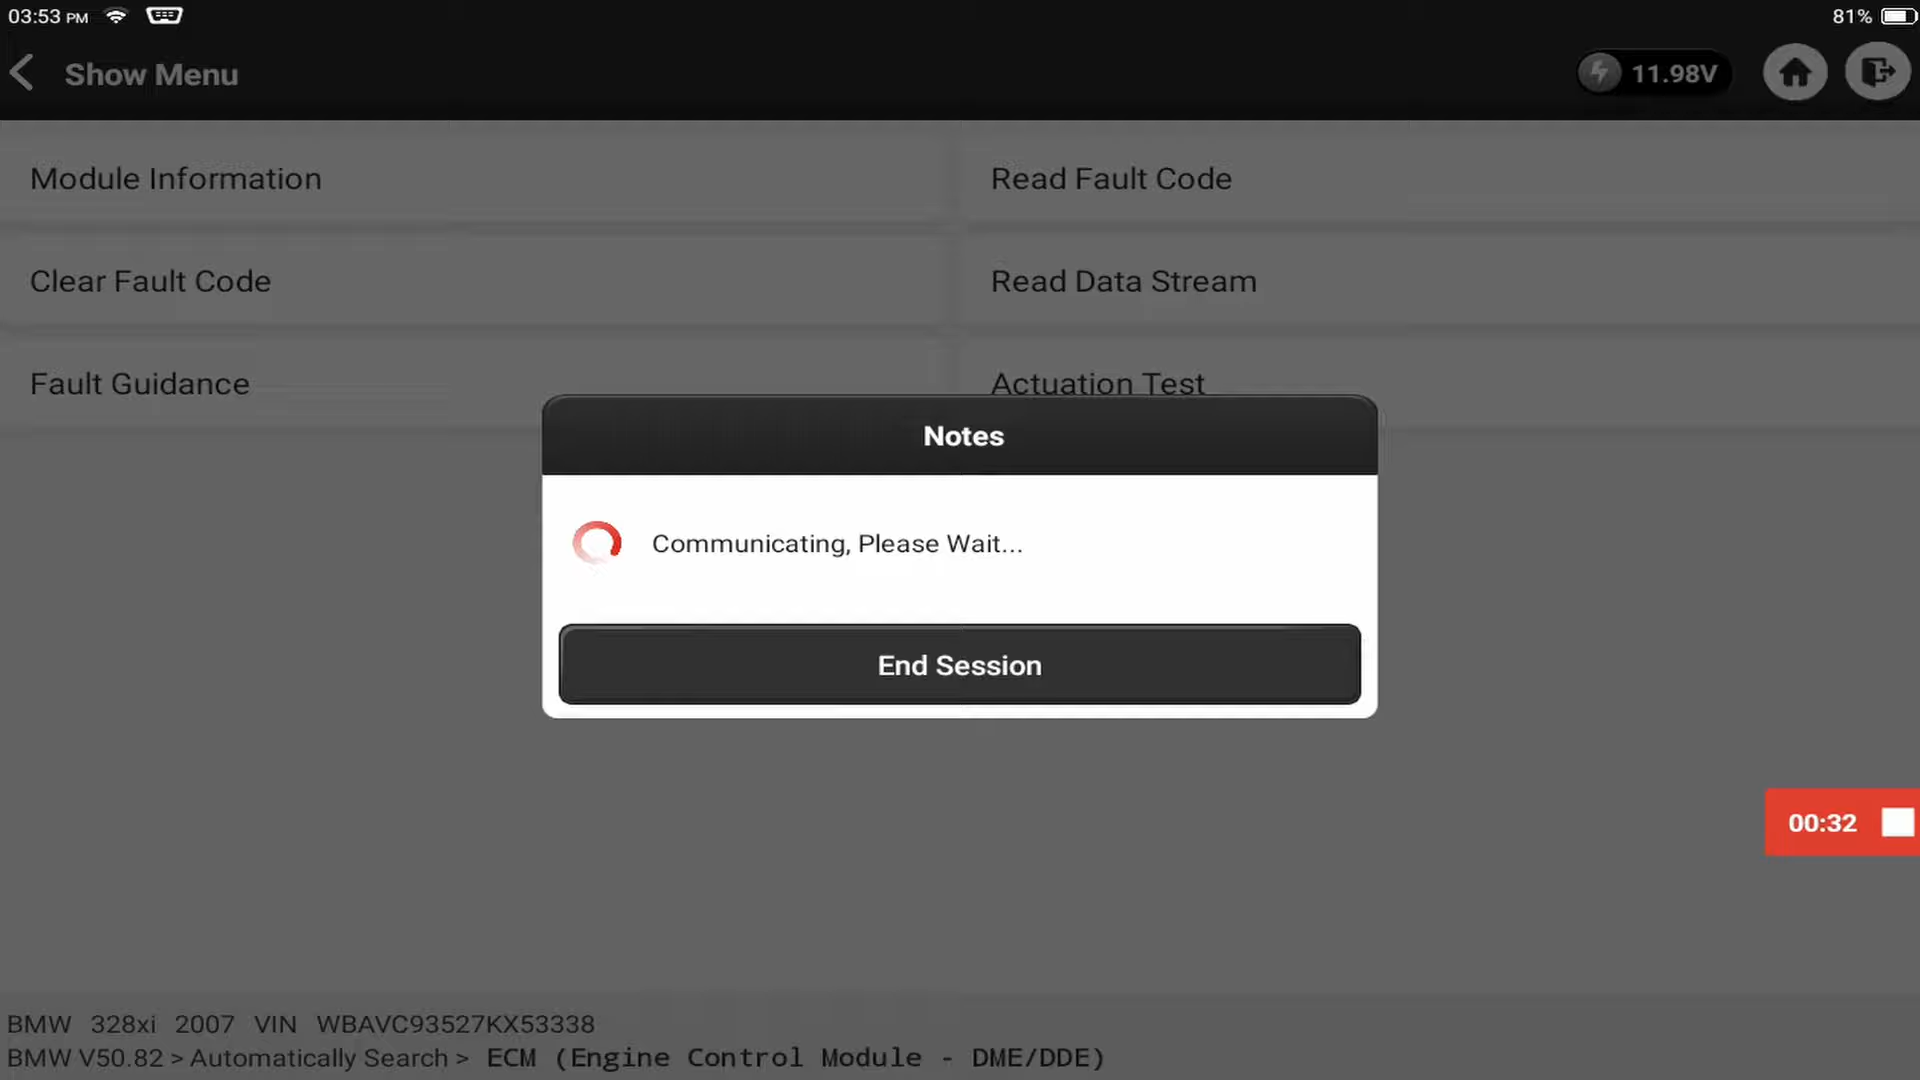 03:53 PM
81%
Show Menu
11.98V
Module Information
Read Fault Code
Clear Fault Code
Read Data Stream
Fault Guidance
Actuation Test
Notes
Communicating, Please Wait...
End Session
00:32
BMW 328xi 2007 VIN WBAVC93527KX53338
BMW V50.82 > Automatically Search > ECM (Engine Control Module - DME/DDE)